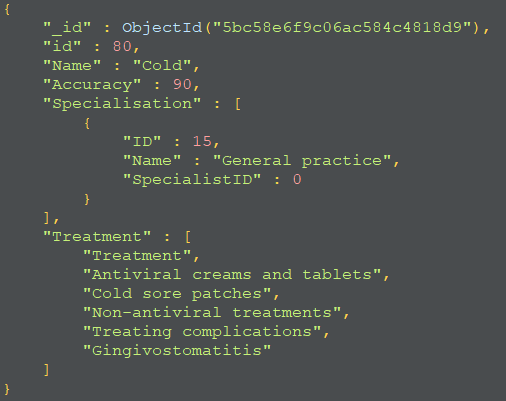 {
    "_id" : ObjectId("5bc58e6f9c06ac584c4818d9"),
    "id" : 80,
    "Name" : "Cold",
    "Accuracy" : 90,
    "Specialisation" : [
        {
            "ID" : 15,
            "Name" : "General practice",
            "SpecialistID" : 0
        }
    ],
    "Treatment" : [
        "Treatment",
        "Antiviral creams and tablets",
        "Cold sore patches",
        "Non-antiviral treatments",
        "Treating complications",
        "Gingivostomatitis"
    ]
}